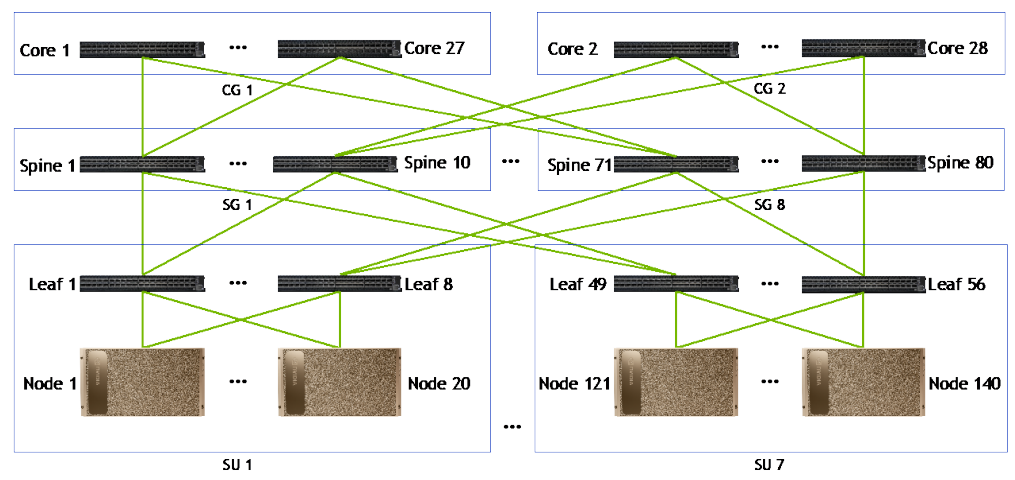 Core 1 ... Core 27
Core 2 ... Core 28
CG 1
CG 2
Spine 1 ... Spine 10
...
Spine 71 ... Spine 80
SG 1
SG 8
Leaf 1 ... Leaf 8
Leaf 49 ... Leaf 56
Node 1 ... Node 20
Node 121 ... Node 140
...
SU 1
SU 7